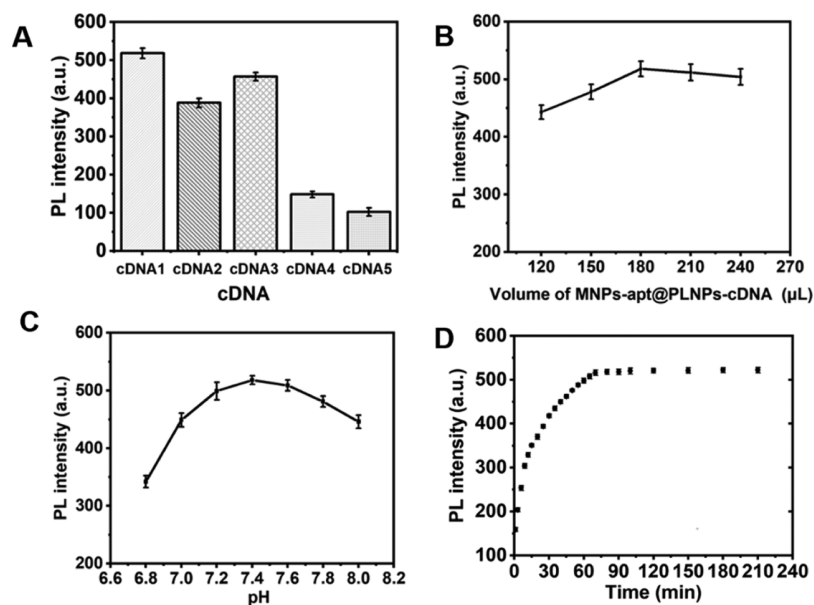 A
PL intensity (a.u.)
600
500
400
300
200
100
0
cDNA1 cDNA2 cDNA3 cDNA4 cDNA5
cDNA
B
PL intensity (a.u.)
600
500
400
300
200
120 150 180 210 240 270
Volume of MNPs-apt@PLNPs-cDNA (µL)
C
PL intensity (a.u.)
600
500
400
300
200
6.6 6.8 7.0 7.2 7.4 7.6 7.8 8.0 8.2
pH
D
PL intensity (a.u.)
600
500
400
300
200
100
0 30 60 90 120 150 180 210 240
Time (min)